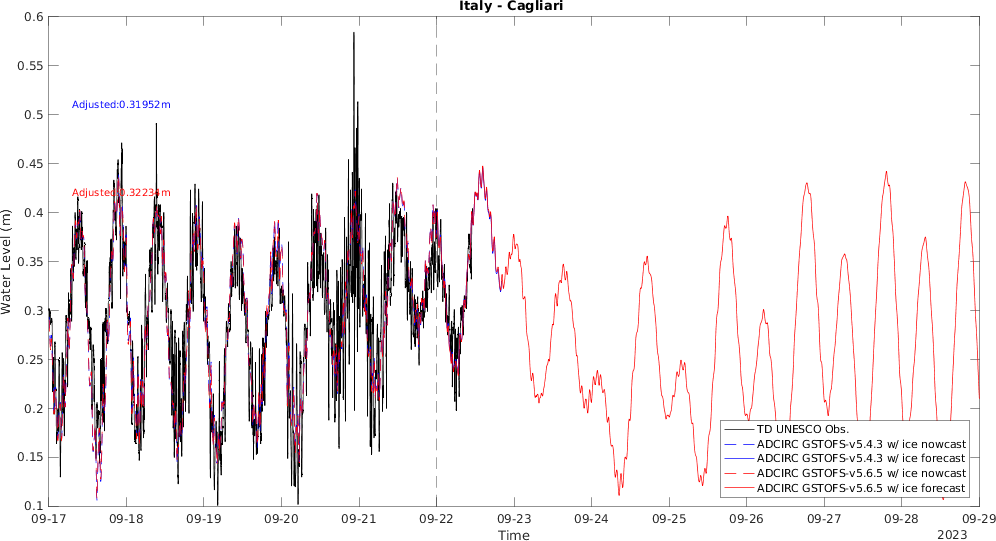 Italy - Cagliari
0.6
0.55
0.5
0.45
0.4
0.35
0.3
0.25
0.2
0.15
0.1
Water Level (m)
Adjusted:0.31952m
TD UNESCO Obs.
ADCIRC GSTOFS-v5.4.3 w/ ice nowcast
ADCIRC GSTOFS-v5.4.3 w/ ice forecast
ADCIRC GSTOFS-v5.6.5 w/ ice nowcast
ADCIRC GSTOFS-v5.6.5 w/ ice forecast
09-17 09-18 09-19 09-20 09-21 09-22 09-23 09-24 09-25 09-26 09-27 09-28 09-29
Time
2023